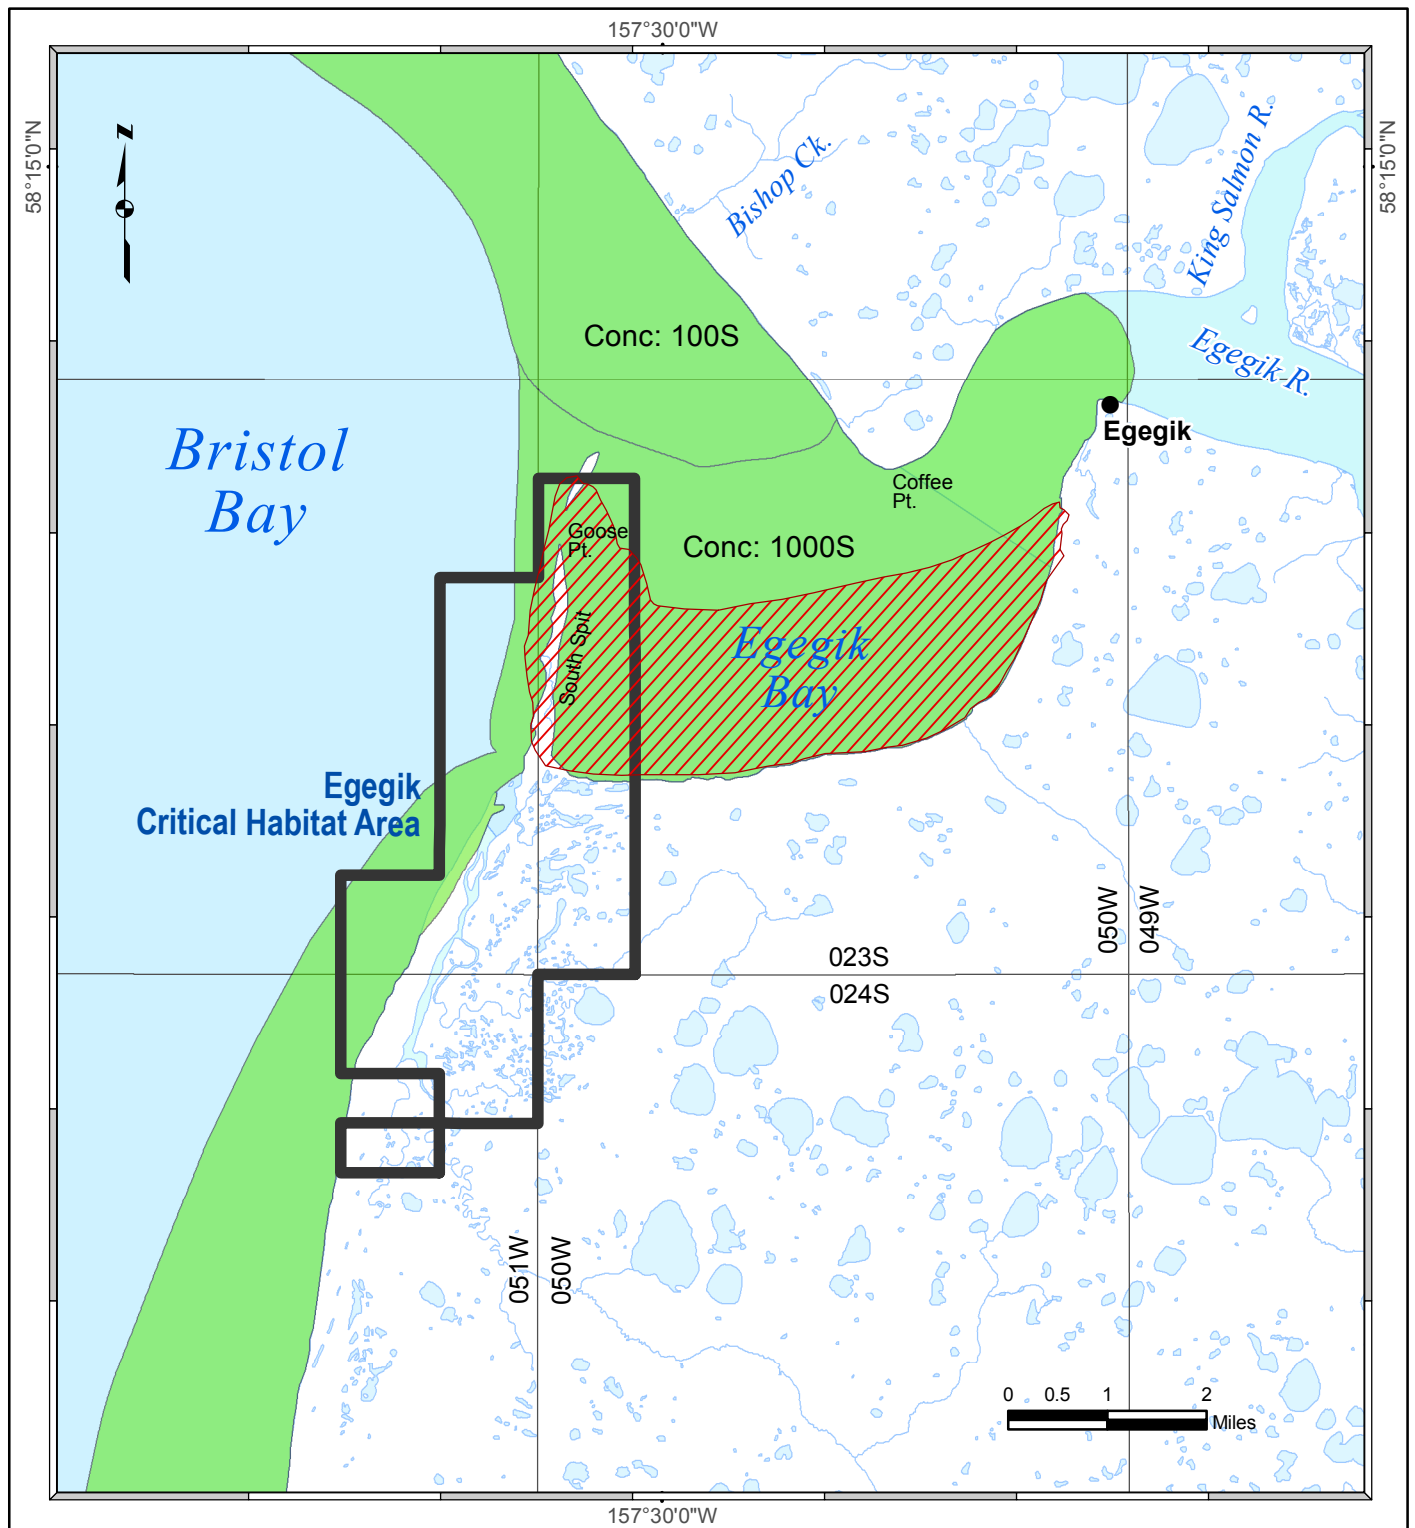 157°30'0"W
58°15'0"N
58°15'0"N
N
Bishop Ck.
King Salmon R.
Conc: 100S
Egegik R.
Egegik
Bristol
Bay
Coffee
Pt.
Goose
Pt.
Conc: 1000S
South Spit
Egegik
Bay
Egegik
Critical Habitat Area
050W
049W
023S
024S
051W
050W
0 0.5 1 2
Miles
157°30'0"W